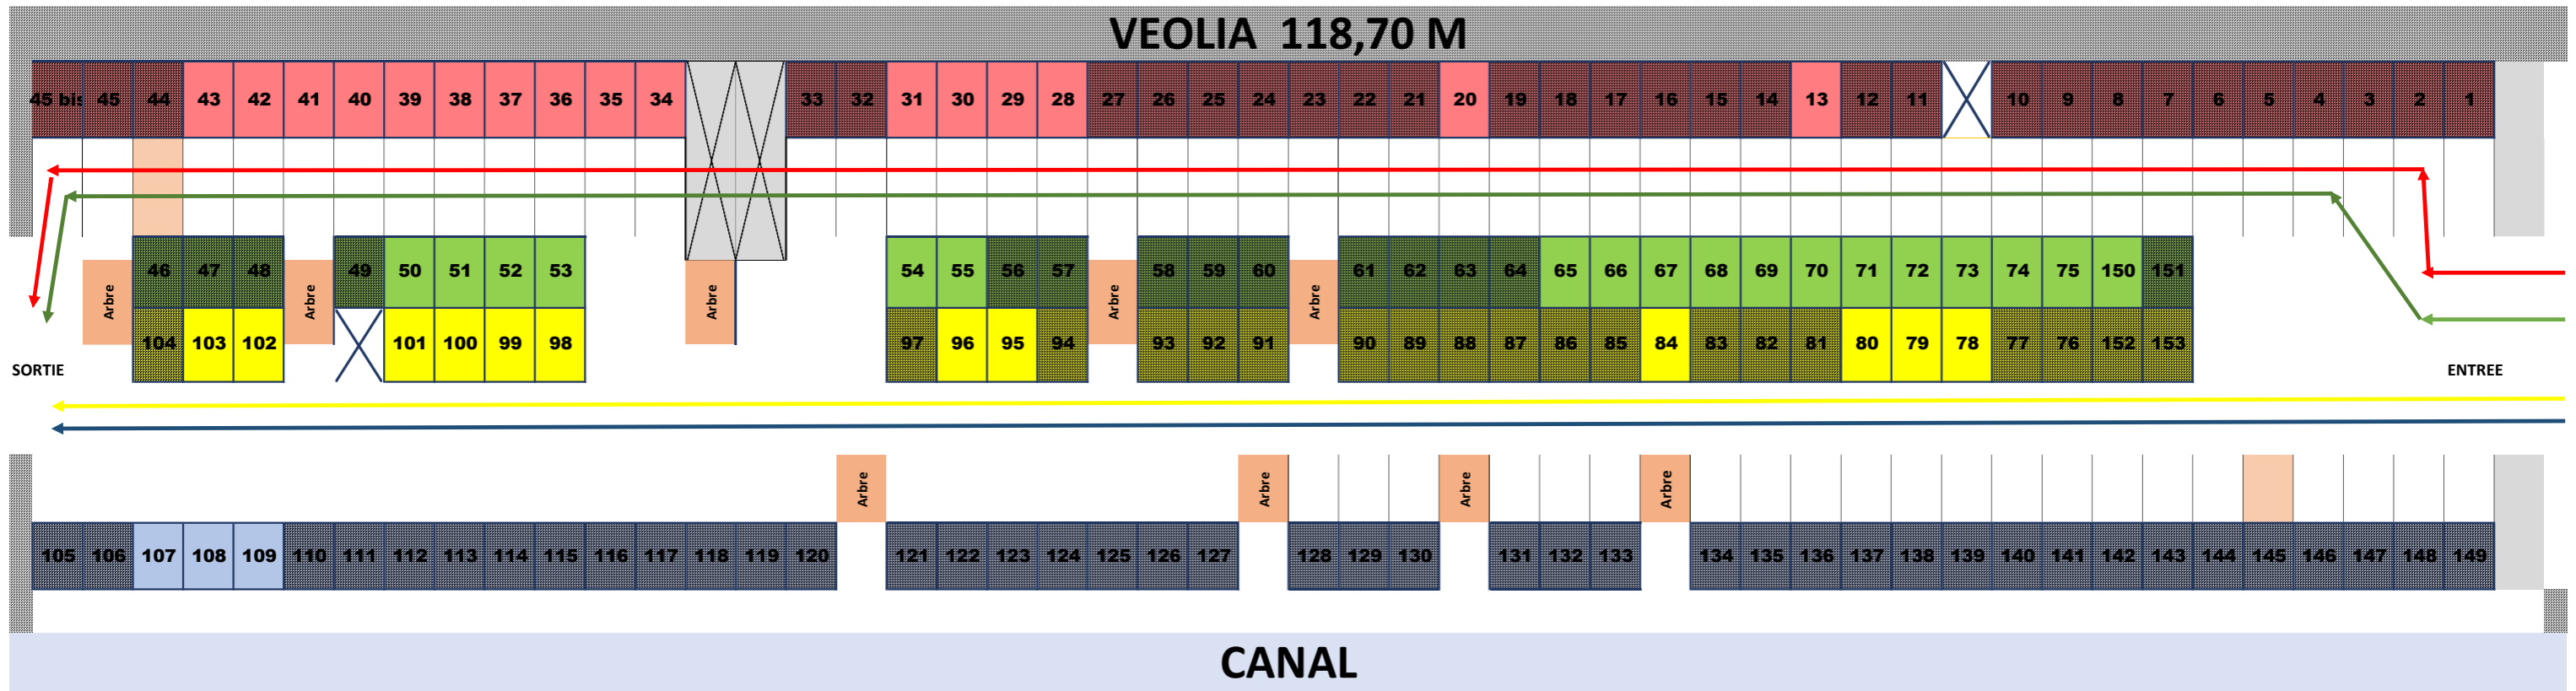 VEOLIA 118,70 M
45 bis 45 44 43 42 41 40 39 38 37 36 35 34 33 32 31 30 29 28 27 26 25 24 23 22 21 20 19 18 17 16 15 14 13 12 11 10 9 8 7 6 5 4 3 2 1
46 47 48 49 50 51 52 53 54 55 56 57 58 59 60 61 62 63 64 65 66 67 68 69 70 71 72 73 74 75 150 151
Arbre Arbre Arbre Arbre Arbre
104 103 102 101 100 99 98 97 96 95 94 93 92 91 90 89 88 87 86 85 84 83 82 81 80 79 78 77 76 152 153
SORTIE ENTREE
Arbre Arbre Arbre Arbre
105 106 107 108 109 110 111 112 113 114 115 116 117 118 119 120 121 122 123 124 125 126 127 128 129 130 131 132 133 134 135 136 137 138 139 140 141 142 143 144 145 146 147 148 149
CANAL